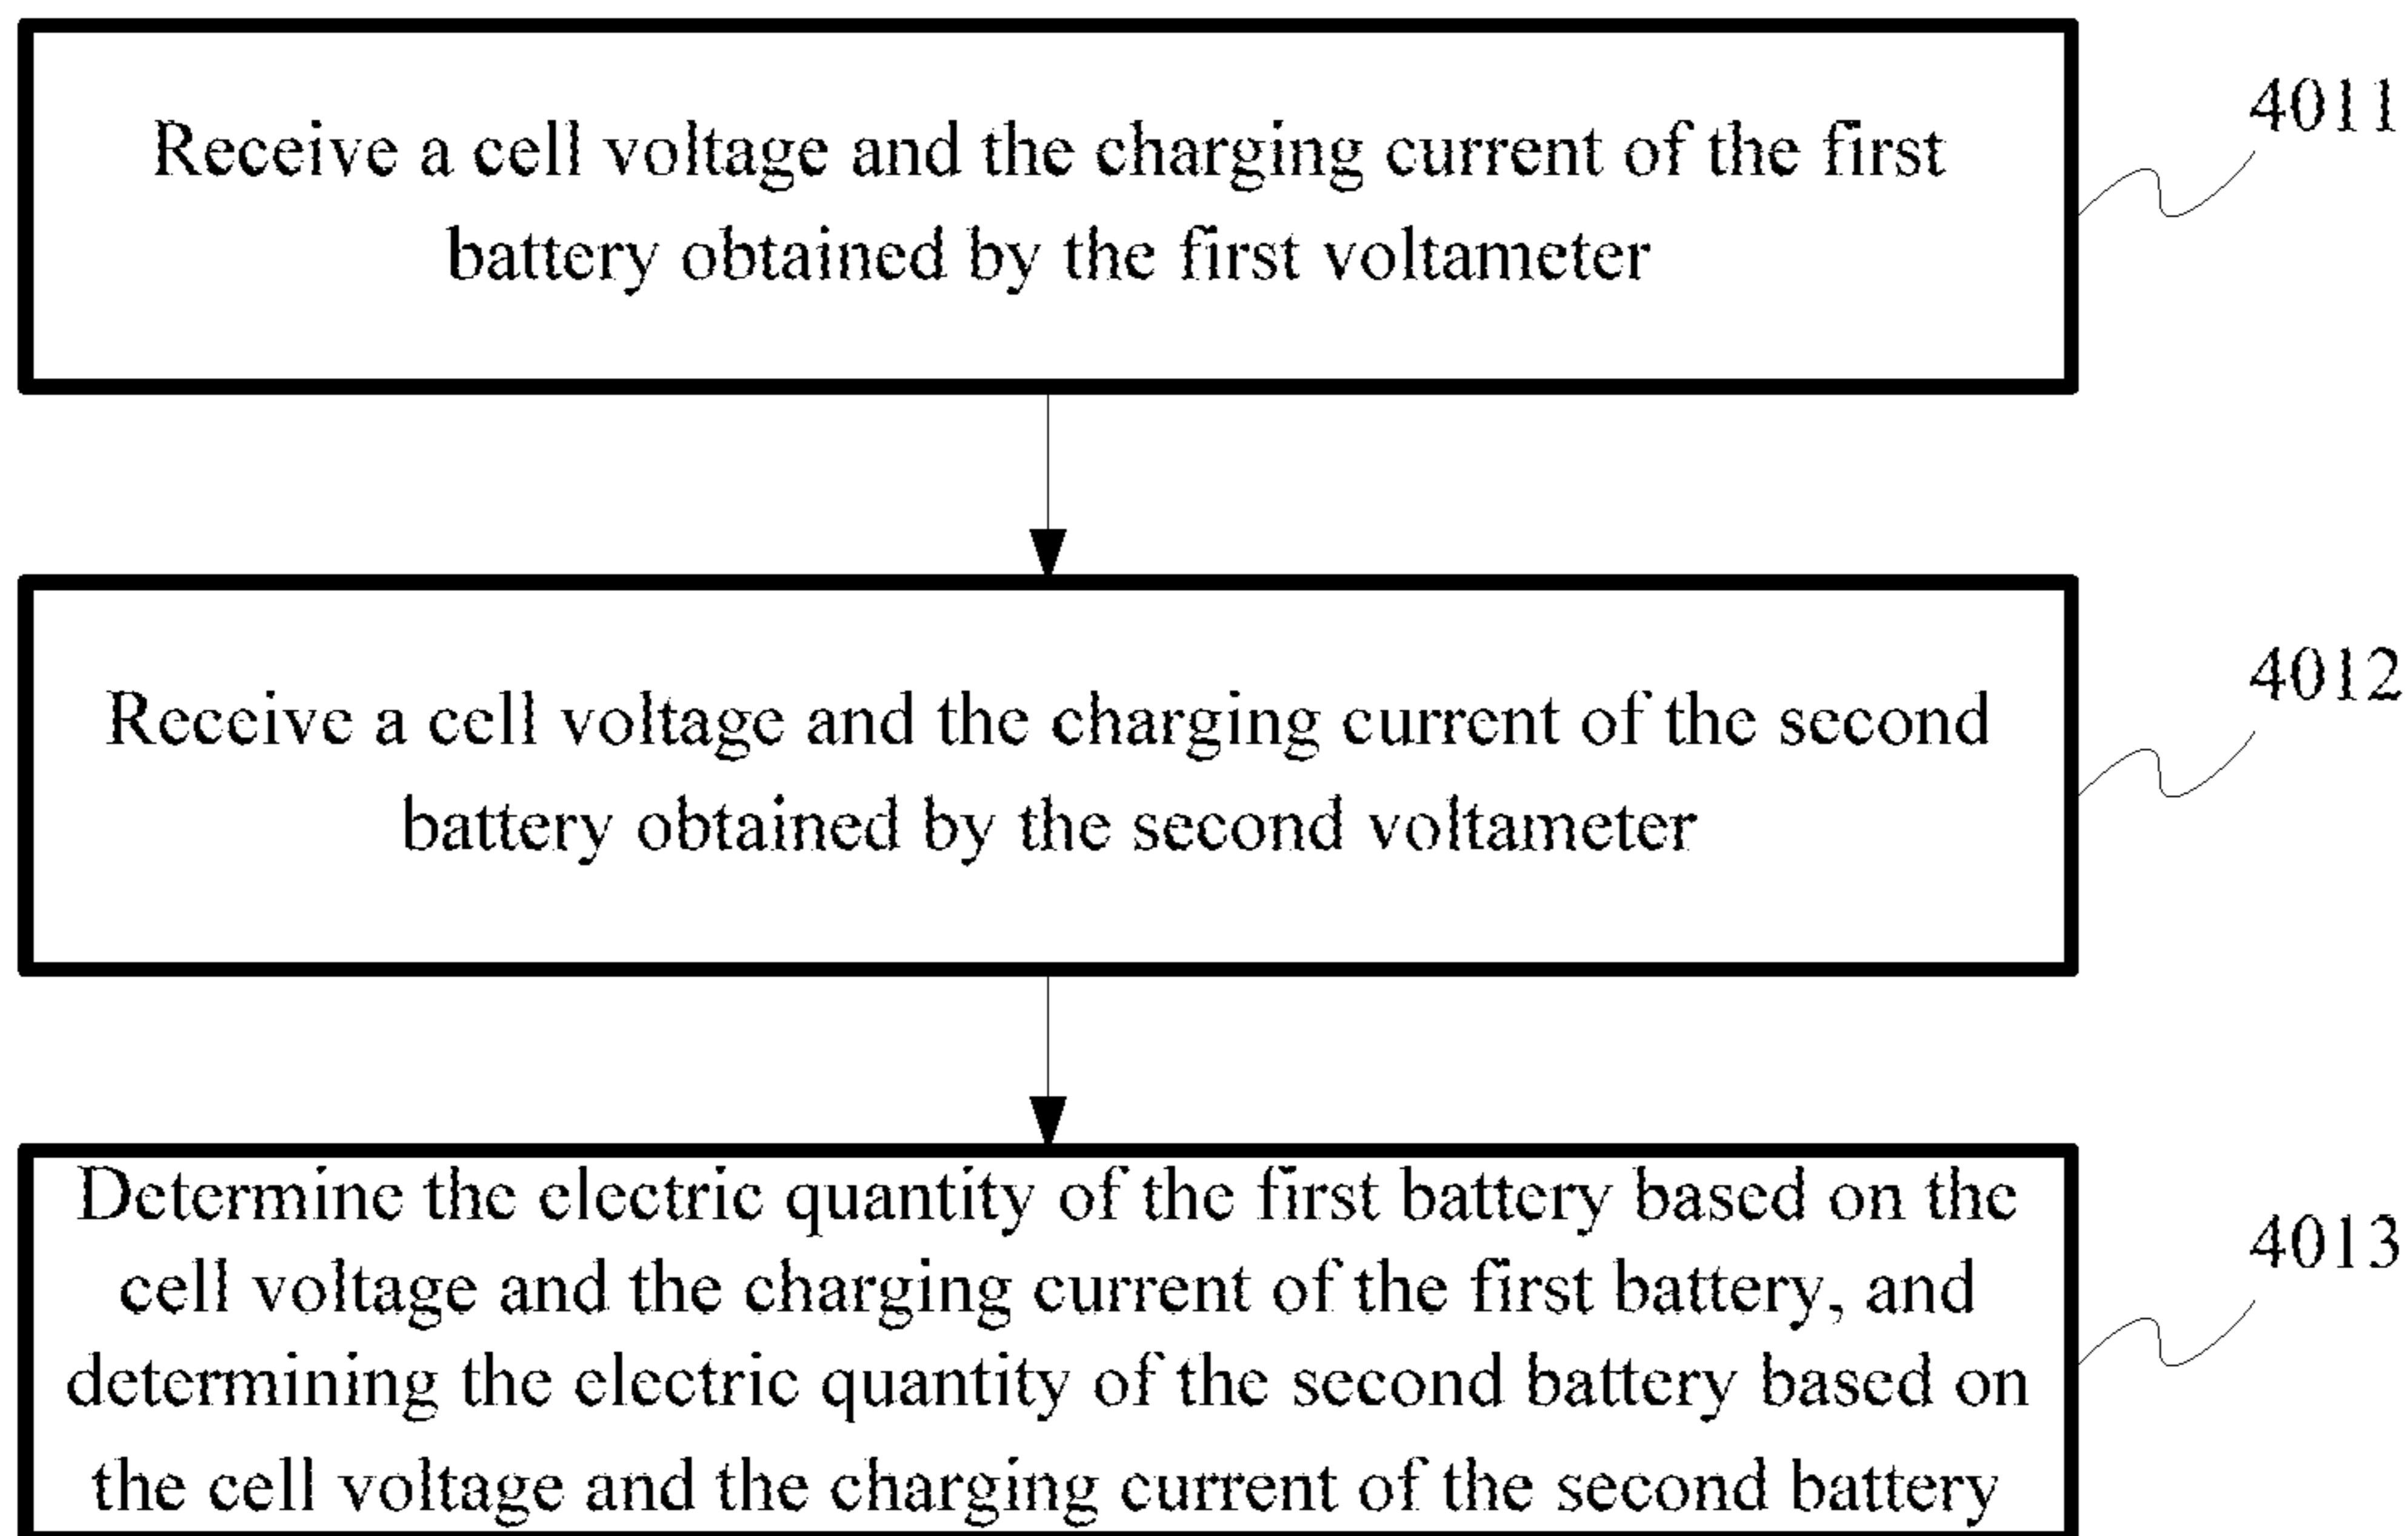 Receive a cell voltage and the charging current of the first
battery obtained by the first voltameter
4011
Receive a cell voltage and the charging current of the second
battery obtained by the second voltameter
4012
Determine the electric quantity of the first battery based on the
cell voltage and the charging current of the first battery, and
determining the electric quantity of the second battery based on
the cell voltage and the charging current of the second battery
4013